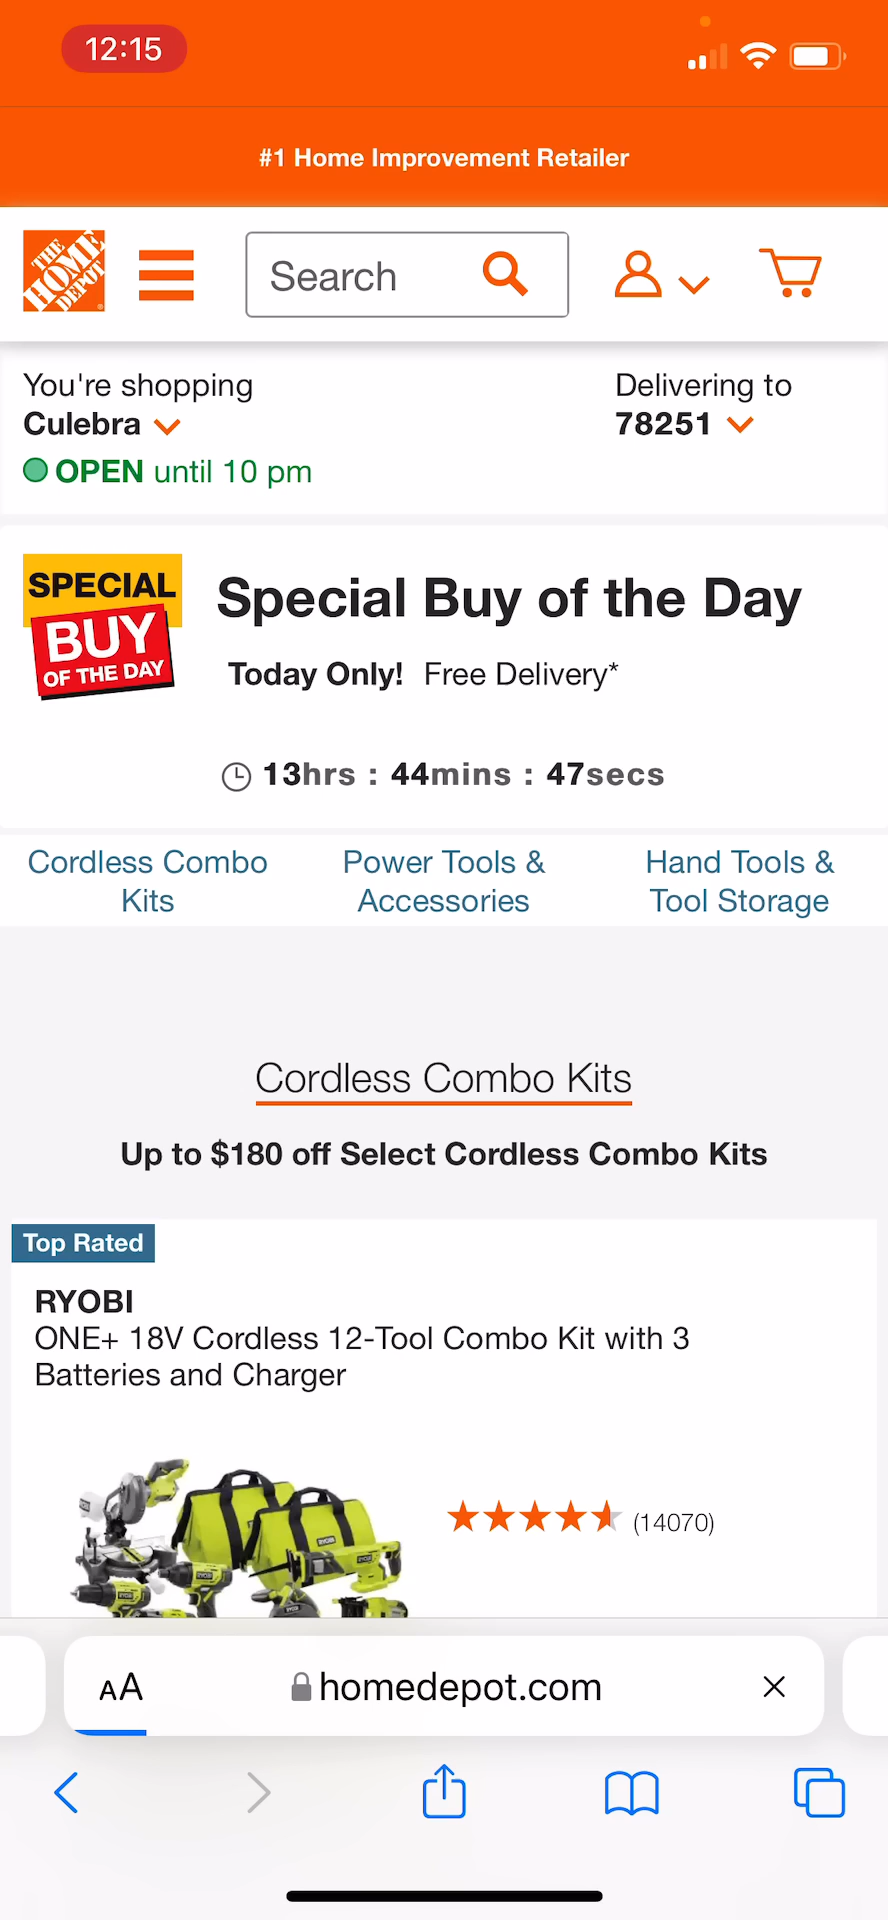 12:15
#1 Home Improvement Retailer
THE
HOME
DEPOT
Search
You're shopping
Culebra
OPEN until 10 pm
Delivering to
78251
SPECIAL
BUY
OF THE DAY
Special Buy of the Day
Today Only! Free Delivery*
13hrs : 44mins : 47secs
Cordless Combo
Kits
Power Tools &
Accessories
Hand Tools &
Tool Storage
Cordless Combo Kits
Up to $180 off Select Cordless Combo Kits
Top Rated
RYOBI
ONE+ 18V Cordless 12-Tool Combo Kit with 3
Batteries and Charger
(14070)
AA
homedepot.com